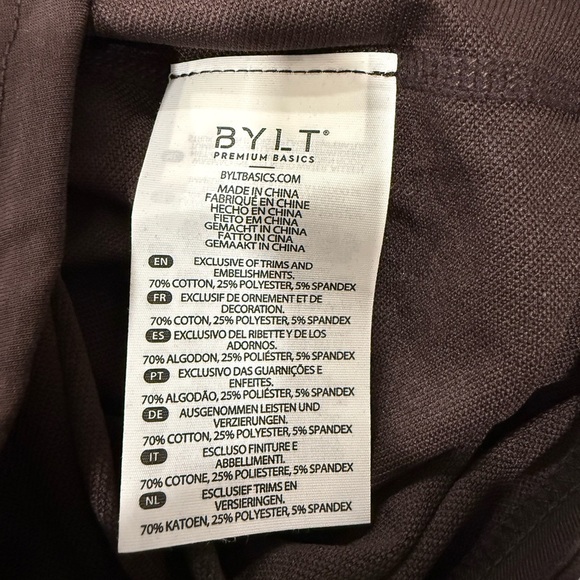 BYLT®
PREMIUM BASICS
BYLTBASICS.COM
MADE IN CHINA
FABRIQUÉ EN CHINE
HECHO EN CHINA
FIETO EM CHINA
GEMACHT IN CHINA
FATTO IN CINA
GEMAAKT IN CHINA
EN EXCLUSIVE OF TRIMS AND
EMBELISHMENTS.
70% COTTON, 25% POLYESTER, 5% SPANDEX
FR EXCLUSIF DE ORNEMENT ET DE
DECORATION.
70% COTON, 25% POLYESTER, 5% SPANDEX
ES EXCLUSIVO DEL RIBETTE Y DE LOS
ADORNOS.
70% ALGODON, 25% POLIÉSTER, 5% SPANDEX
PT EXCLUSIVO DAS GUARNIÇÕES E
ENFEITES.
70% ALGODÃO, 25% POLIÉSTER, 5% SPANDEX
DE AUSGENOMMEN LEISTEN UND
VERZIERUNGEN.
70% COTTON, 25% POLYESTER, 5% SPANDEX
IT ESCLUSO FINITURE E
ABBELLIMENTI.
70% COTONE, 25% POLIESTERE, 5% SPANDEX
NL ESCLUSIEF TRIMS EN
VERSIERINGEN.
70% KATOEN, 25% POLYESTER, 5% SPANDEX